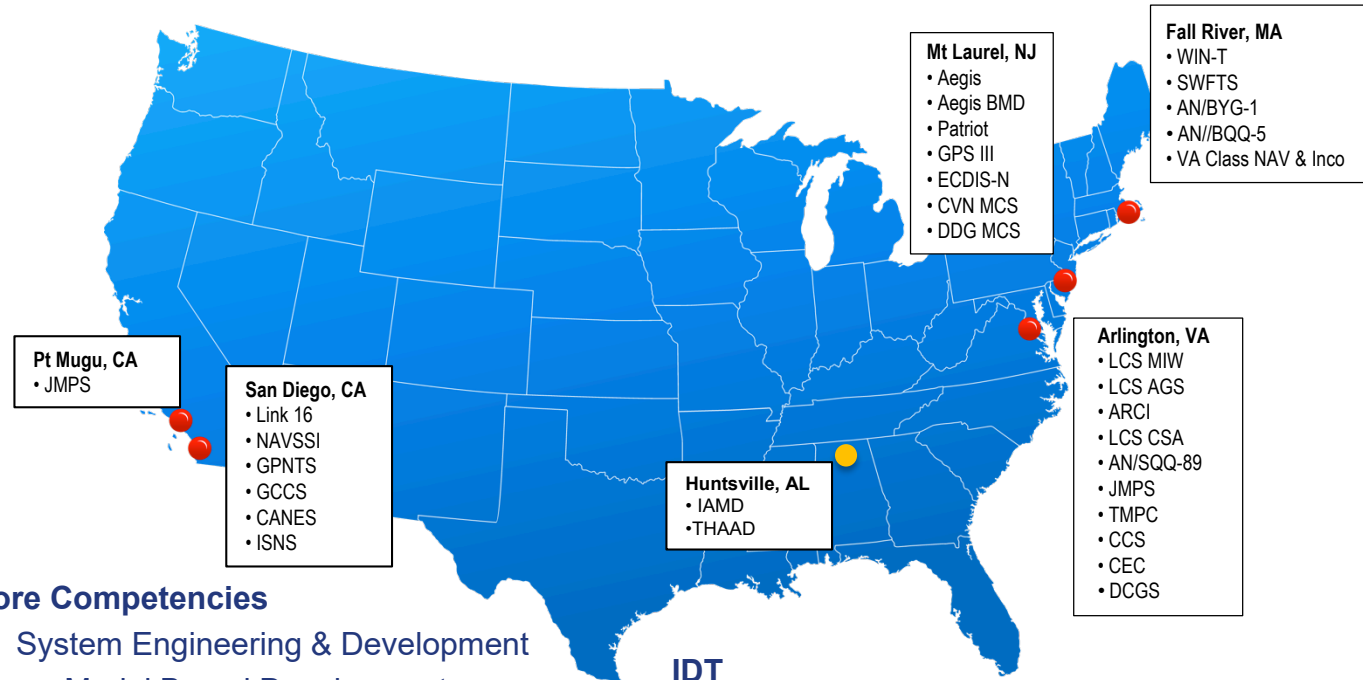 Fall River, MA
• WIN-T
• SWFTS
• AN/BYG-1
• AN//BQQ-5
• VA Class NAV & Inco
Mt Laurel, NJ
• Aegis
• Aegis BMD
• Patriot
• GPS III
• ECDIS-N
• CVN MCS
• DDG MCS
Pt Mugu, CA
• JMPS
San Diego, CA
• Link 16
• NAVSSI
• GPNTS
• GCCS
• CANES
• ISNS
Huntsville, AL
• IAMD
•THAAD
Arlington, VA
• LCS MIW
• LCS AGS
• ARCI
• LCS CSA
• AN/SQQ-89
• JMPS
• TMPC
• CCS
• CEC
• DCGS
ore Competencies
System Engineering & Development
IDT